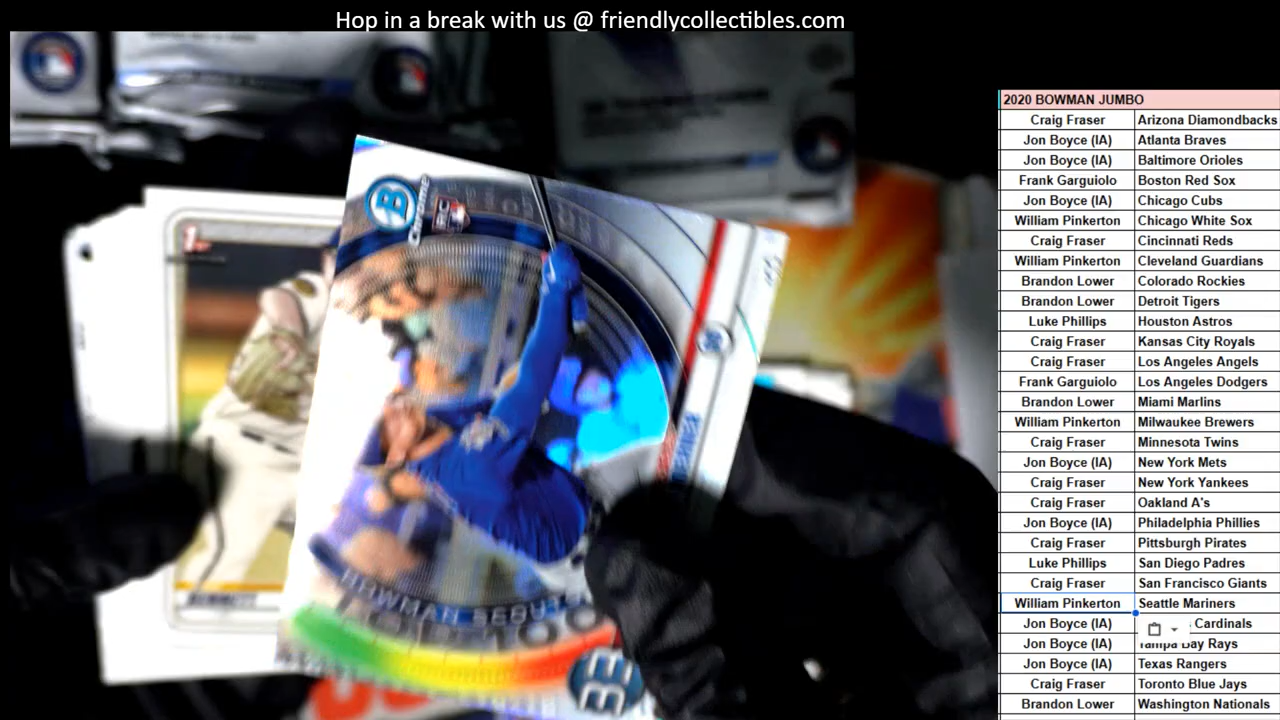 Hop in a break with us @ friendlycollectibles.com
2020 BOWMAN JUMBO
Craig Fraser Arizona Diamondbacks
Jon Boyce (IA) Atlanta Braves
Jon Boyce (IA) Baltimore Orioles
Frank Garguiolo Boston Red Sox
Jon Boyce (IA) Chicago Cubs
William Pinkerton Chicago White Sox
Craig Fraser Cincinnati Reds
William Pinkerton Cleveland Guardians
Brandon Lower Colorado Rockies
Brandon Lower Detroit Tigers
Luke Phillips Houston Astros
Craig Fraser Kansas City Royals
Craig Fraser Los Angeles Angels
Frank Garguiolo Los Angeles Dodgers
Brandon Lower Miami Marlins
William Pinkerton Milwaukee Brewers
Craig Fraser Minnesota Twins
Jon Boyce (IA) New York Mets
Craig Fraser New York Yankees
Craig Fraser Oakland A's
Jon Boyce (IA) Philadelphia Phillies
Craig Fraser Pittsburgh Pirates
Luke Phillips San Diego Padres
Craig Fraser San Francisco Giants
William Pinkerton Seattle Mariners
Jon Boyce (IA) Cardinals
Jon Boyce (IA) Tampa Bay Rays
Jon Boyce (IA) Texas Rangers
Craig Fraser Toronto Blue Jays
Brandon Lower Washington Nationals
B
Chrome
RC
BOWMAN SCOUTS